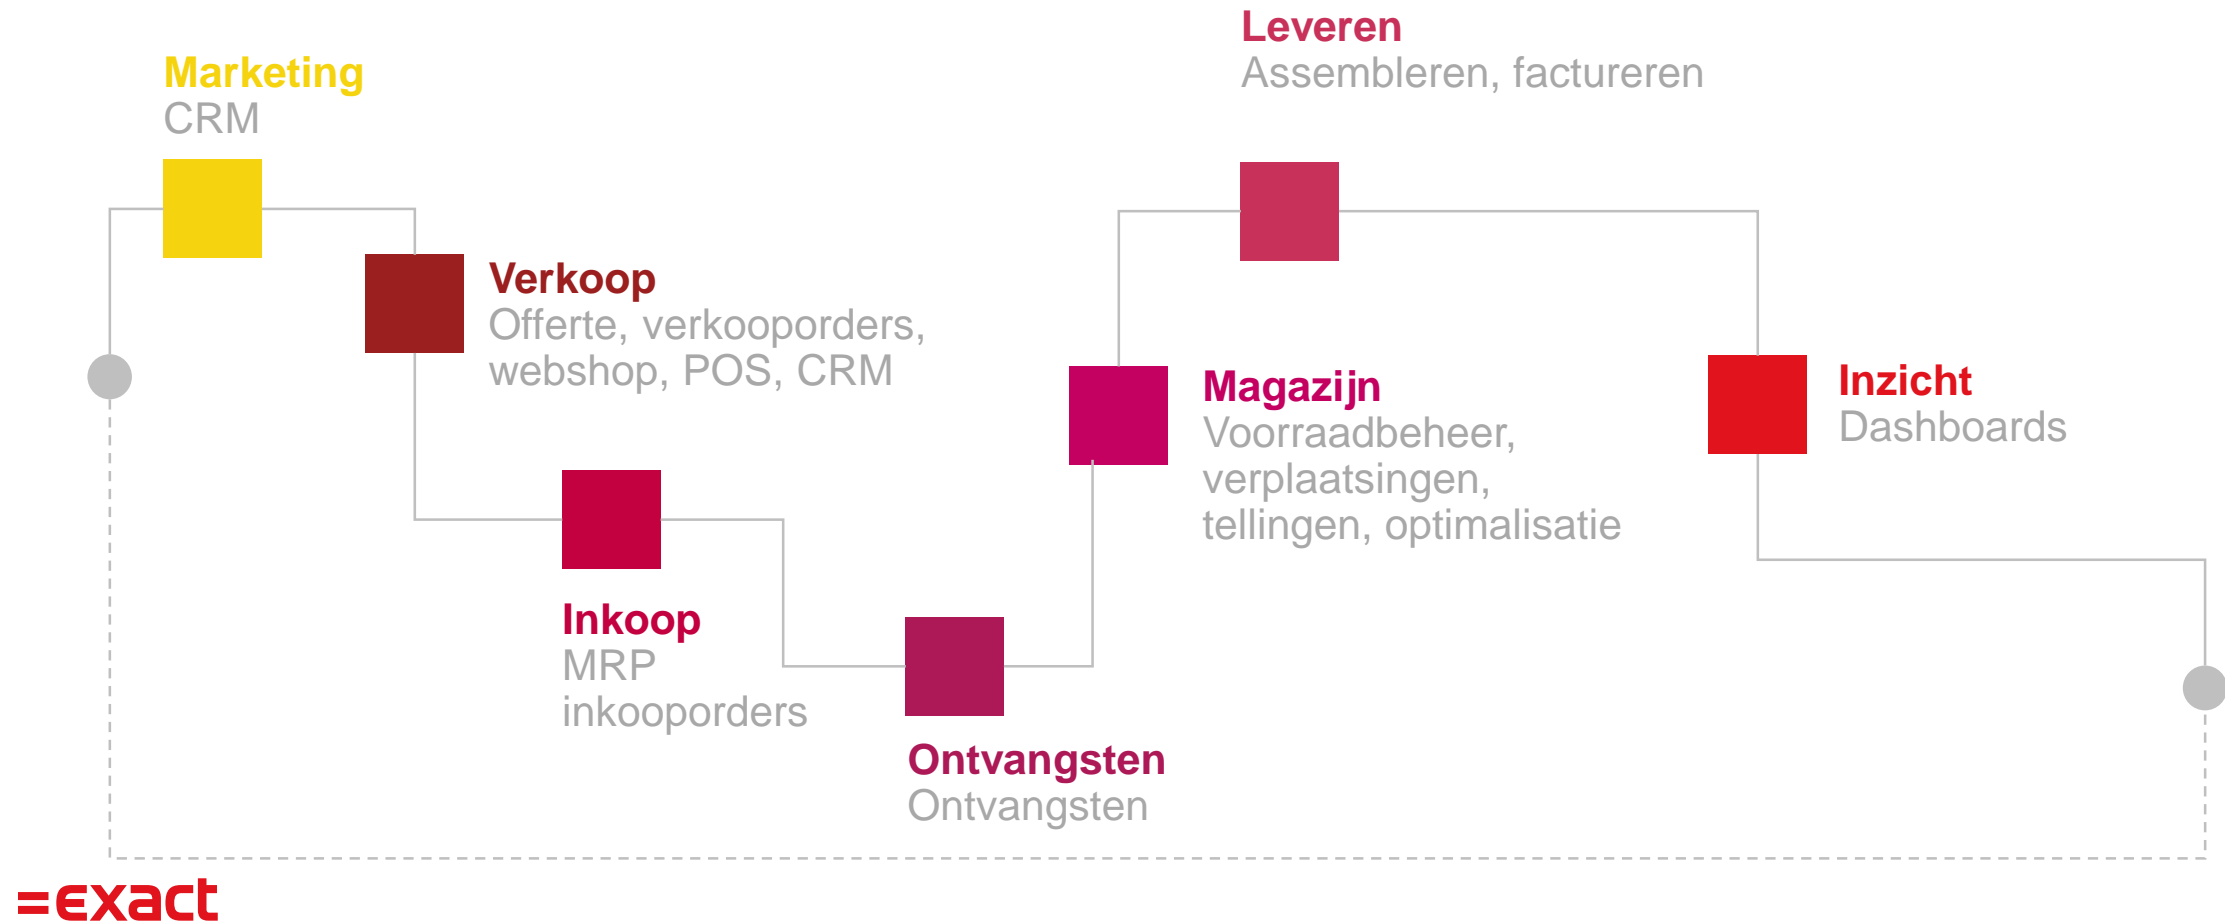 Marketing
CRM
Verkoop
Offerte, verkooporders,
webshop, POS, CRM
Inkoop
MRP
inkooporders
Ontvangsten
Ontvangsten
Magazijn
Voorraadbeheer,
verplaatsingen,
tellingen, optimalisatie
Leveren
Assembleren, factureren
Inzicht
Dashboards
=exact